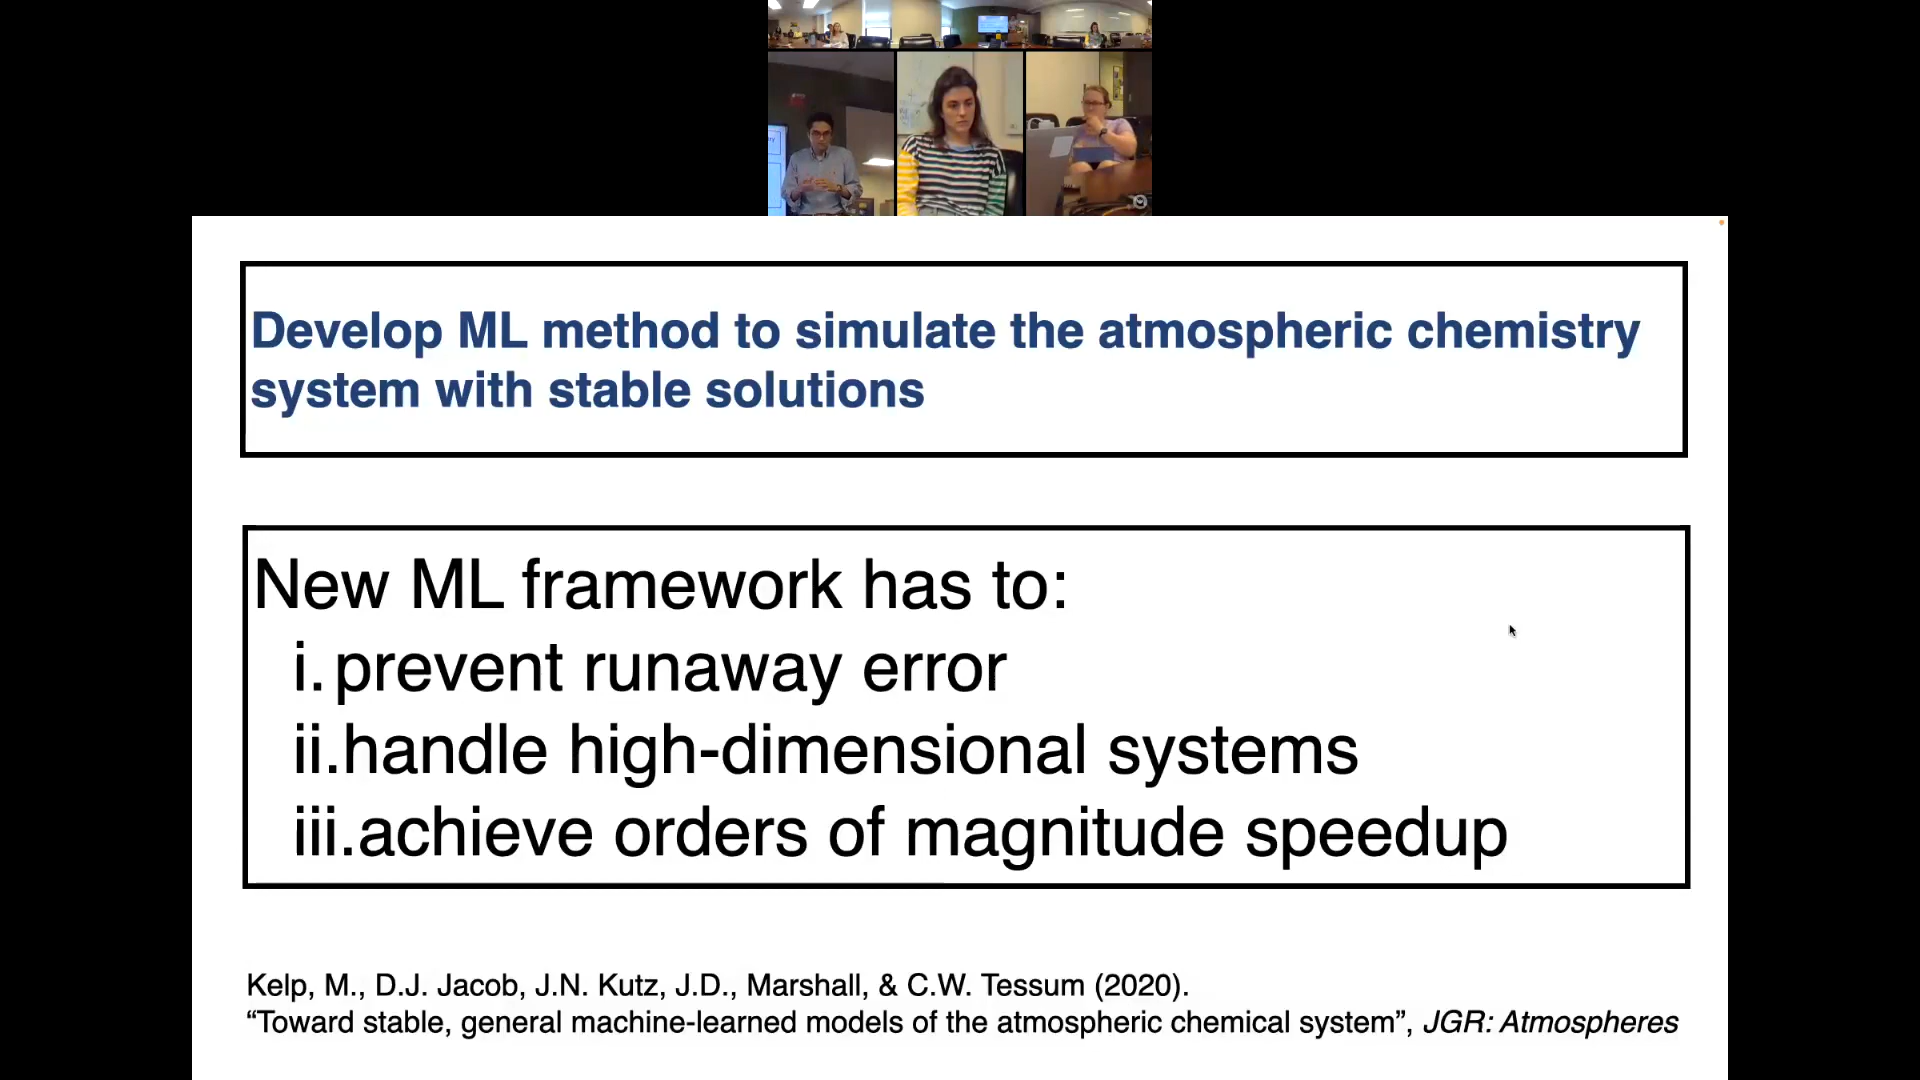 Develop ML method to simulate the atmospheric chemistry
system with stable solutions
New ML framework has to:
i. prevent runaway error
ii.handle high-dimensional systems
iii.achieve orders of magnitude speedup
Kelp, M., D.J. Jacob, J.N. Kutz, J.D., Marshall, & C.W. Tessum (2020).
“Toward stable, general machine-learned models of the atmospheric chemical system”, JGR: Atmospheres